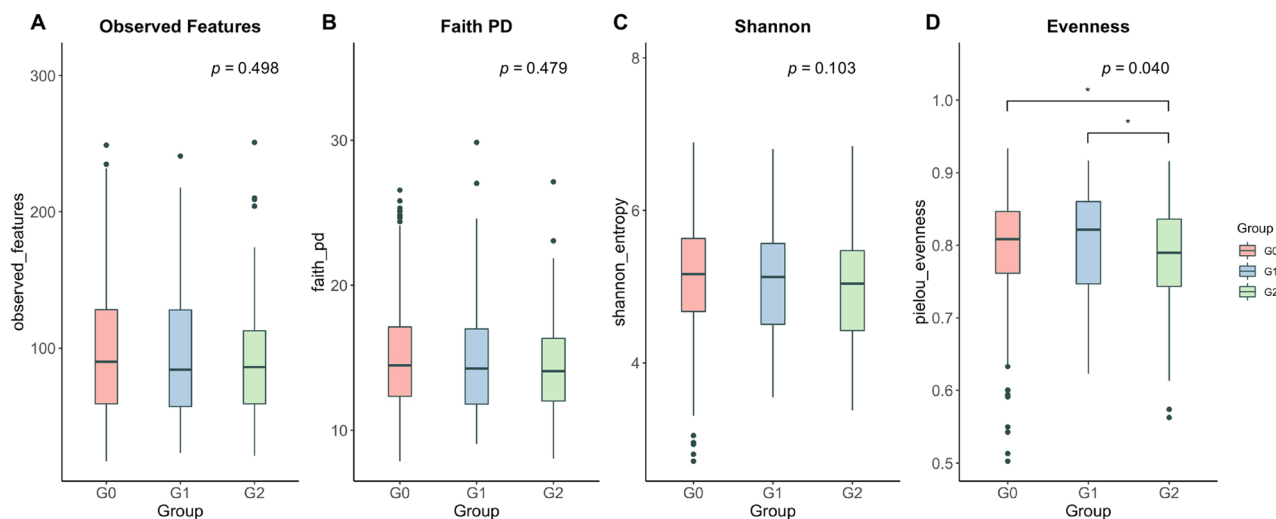 A Observed Features
p = 0.498
300
200
100
observed_features
G0 G1 G2
Group
B Faith PD
p = 0.479
30
20
10
faith_pd
G0 G1 G2
Group
C Shannon
p = 0.103
8
6
4
shannon_entropy
G0 G1 G2
Group
D Evenness
p = 0.040
*
*
1.0
0.9
0.8
0.7
0.6
0.5
pielou_evenness
G0 G1 G2
Group
Group
G0
G1
G2